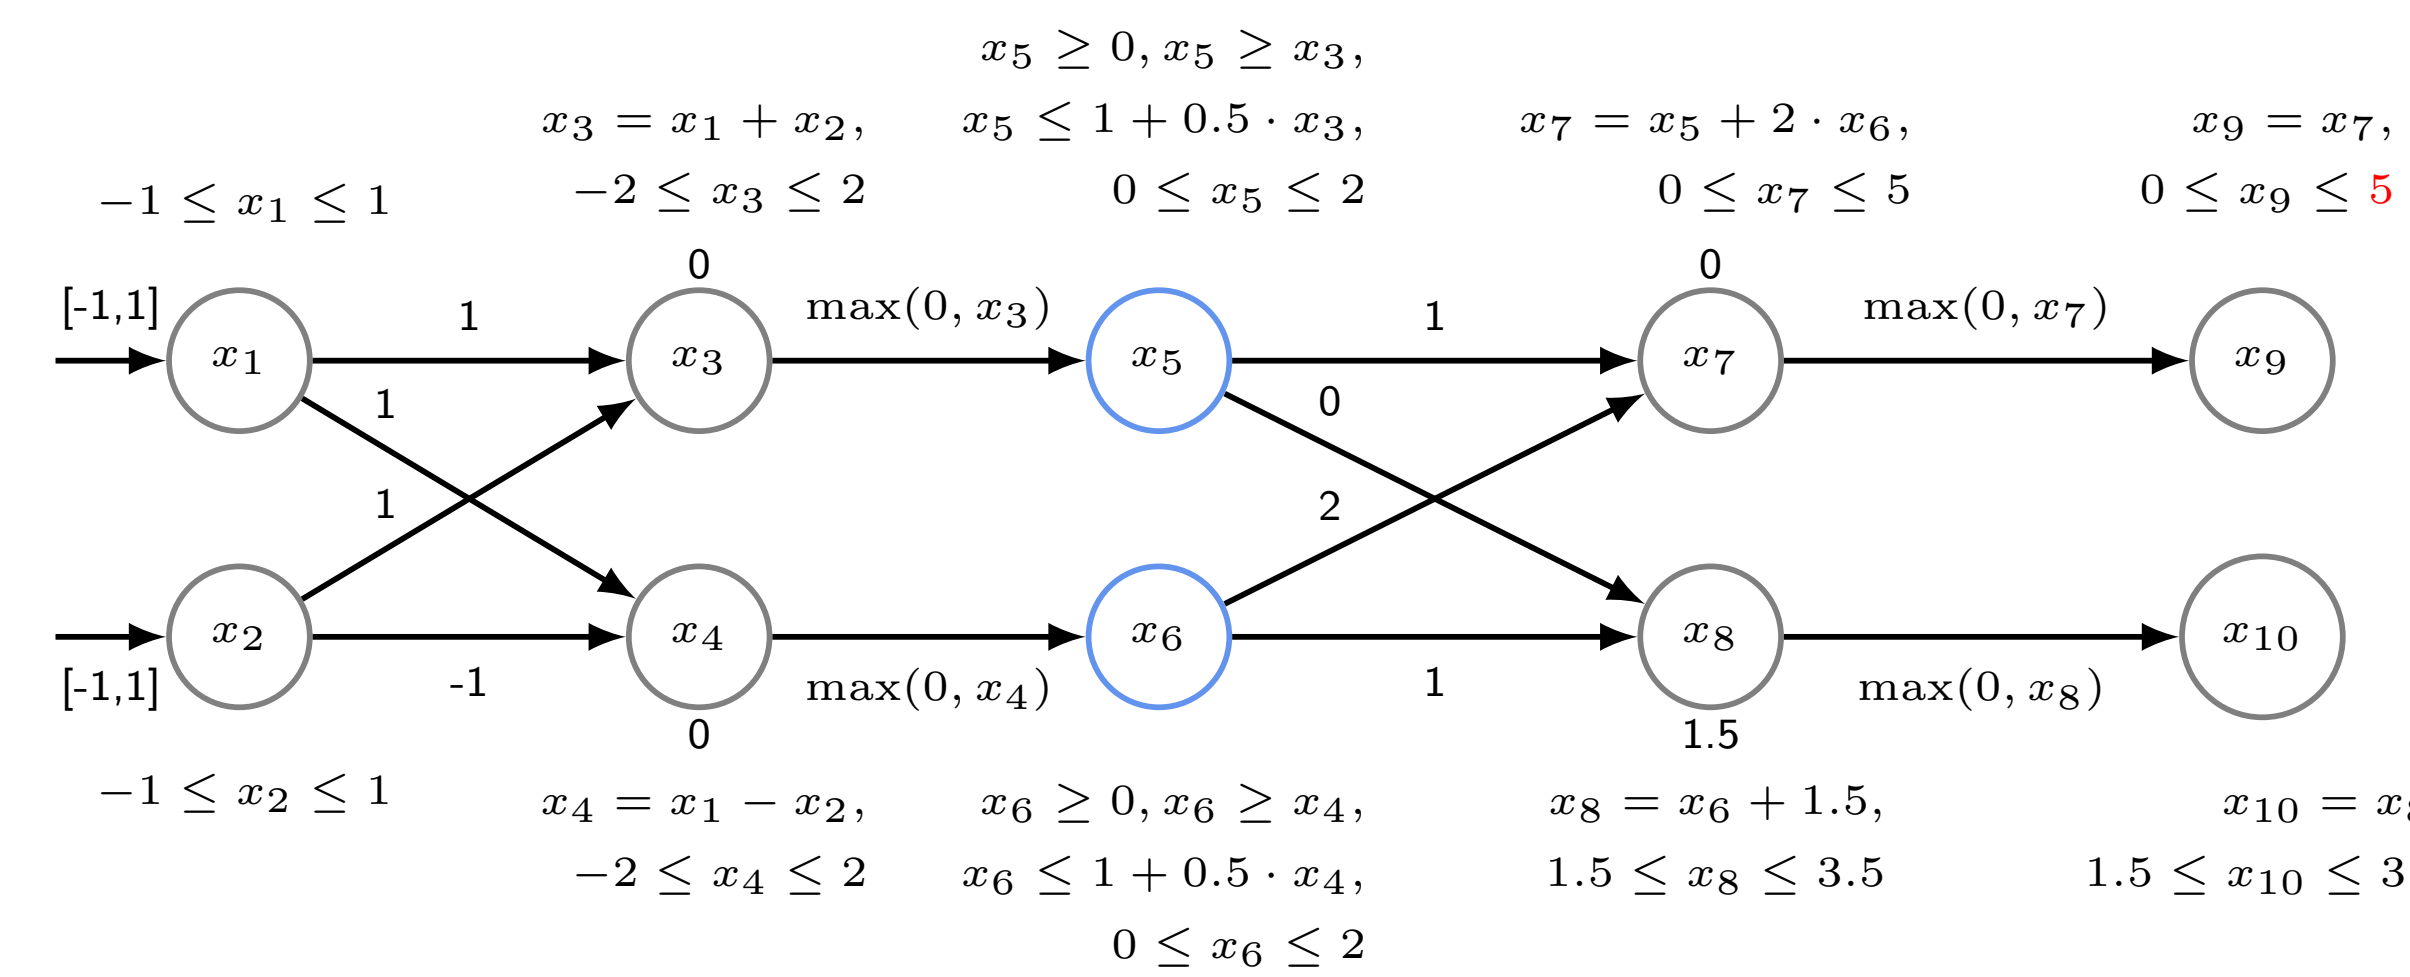 x₅ ≥ 0, x₅ ≥ x₃,
x₃ = x₁ + x₂, x₅ ≤ 1 + 0.5 · x₃, x₇ = x₅ + 2 · x₆, x₉ = x₇,
−1 ≤ x₁ ≤ 1 −2 ≤ x₃ ≤ 2 0 ≤ x₅ ≤ 2 0 ≤ x₇ ≤ 5 0 ≤ x₉ ≤ 5
0 0
[-1,1] 1 max(0, x₃) 1 max(0, x₇)
x₁ x₃ x₅ x₇ x₉
1 0
1 2
x₂ x₄ x₆ x₈ x₁₀
[-1,1] -1 max(0, x₄) 1 max(0, x₈)
0 1.5
−1 ≤ x₂ ≤ 1 x₄ = x₁ − x₂, x₆ ≥ 0, x₆ ≥ x₄, x₈ = x₆ + 1.5, x₁₀ =
−2 ≤ x₄ ≤ 2 x₆ ≤ 1 + 0.5 · x₄, 1.5 ≤ x₈ ≤ 3.5 1.5 ≤ x₁₀ ≤ 3
0 ≤ x₆ ≤ 2